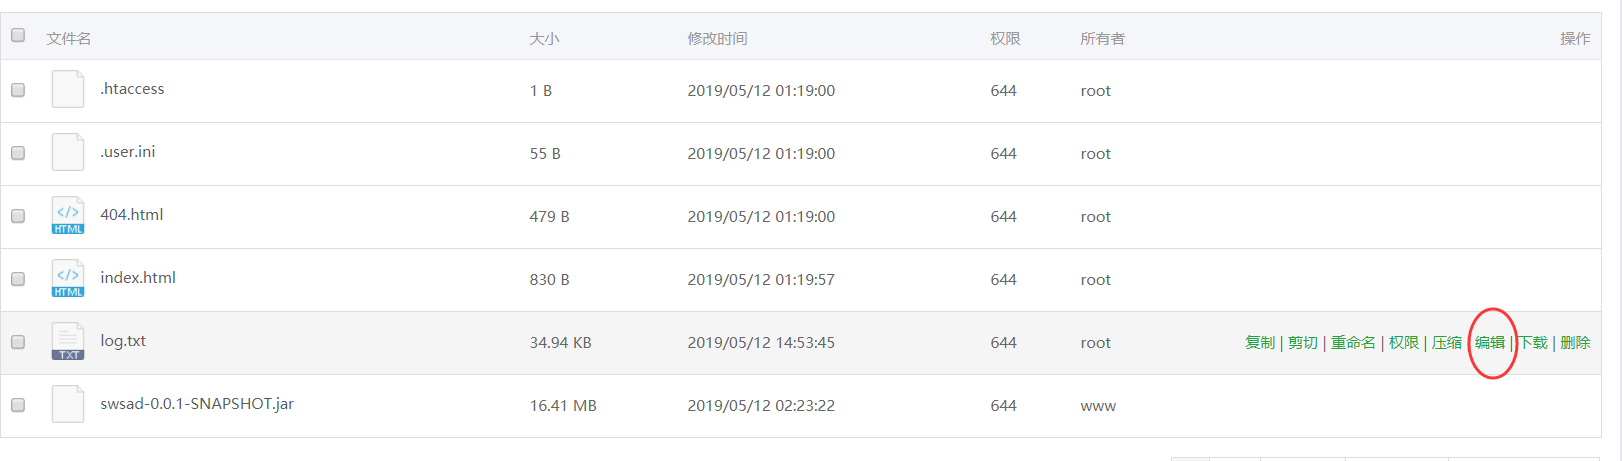 文件名 大小 修改时间 权限 所有者 操作
.htaccess 1 B 2019/05/12 01:19:00 644 root
.user.ini 55 B 2019/05/12 01:19:00 644 root
</> HTML 404.html 479 B 2019/05/12 01:19:00 644 root
</> HTML index.html 830 B 2019/05/12 01:19:57 644 root
TXT log.txt 34.94 KB 2019/05/12 14:53:45 644 root 复制 | 剪切 | 重命名 | 权限 | 压缩 | 编辑 | 下载 | 删除
swsad-0.0.1-SNAPSHOT.jar 16.41 MB 2019/05/12 02:23:22 644 www